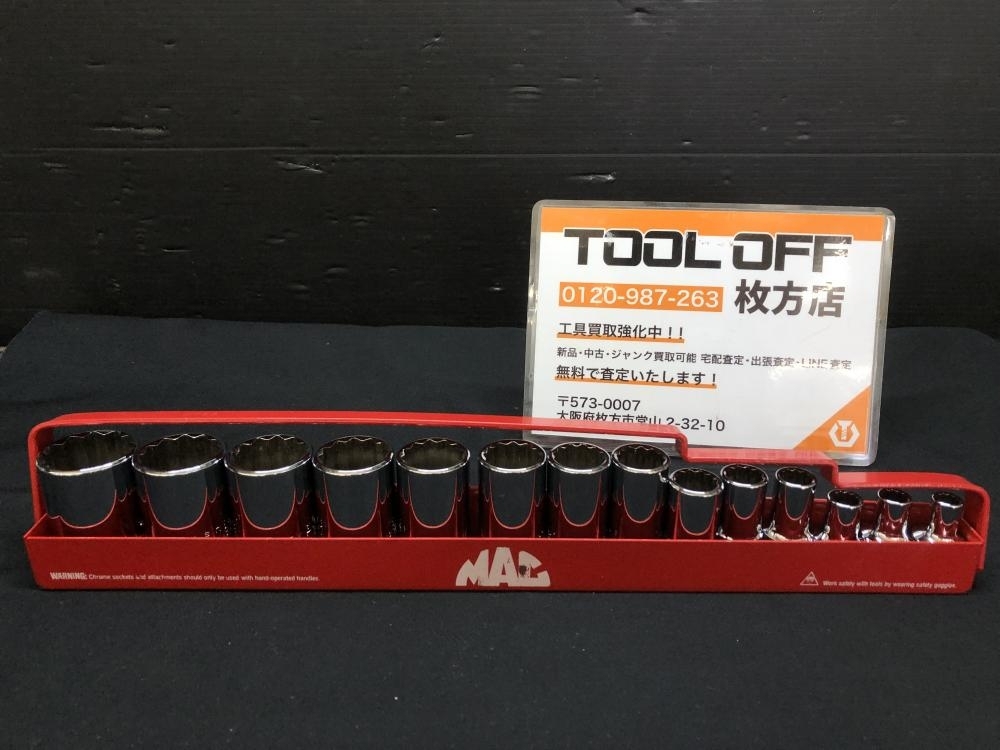 TOOL OFF
0120-987-263 枚方店
工具買取強化中！！
新品・中古・ジャンク買取可能 宅配査定・出張査定・LINE査定
無料で査定いたします！
〒573-0007
大阪府枚方市堂山 2-32-10
WARNING: Chrome sockets and attachments should only be used with hand-operated handles.
MAC
Work safely with tools by wearing safety goggles.